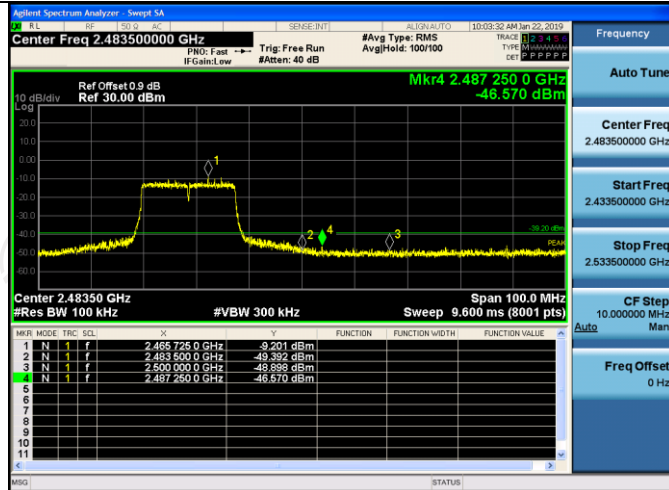 Agilent Spectrum Analyzer - Swept SA
RL RF 50 Ω AC SENSE:INT ALIGN AUTO 10:03:32 AM Jan 22, 2019
Center Freq 2.483500000 GHz #Avg Type: RMS TRACE 1 2 3 4 5 6
PNO: Fast Trig: Free Run Avg|Hold: 100/100 TYPE M
IFGain:Low #Atten: 40 dB DET P P P P P P
Mkr4 2.487 250 0 GHz
-46.570 dBm
Ref Offset 0.9 dB
10 dB/div Ref 30.00 dBm
Log
20.0
10.0
0.00
-10.0
-20.0
-30.0
-40.0
-50.0
-60.0
1
2
4
3
-39.20 dBm
PEAK
Center 2.48350 GHz Span 100.0 MHz
#Res BW 100 kHz #VBW 300 kHz Sweep 9.600 ms (8001 pts)
MKR MODE TRC SCL X Y FUNCTION FUNCTION WIDTH FUNCTION VALUE
1 N 1 f 2.465 725 0 GHz -9.201 dBm
2 N 1 f 2.483 500 0 GHz -49.392 dBm
3 N 1 f 2.500 000 0 GHz -48.898 dBm
4 N 1 f 2.487 250 0 GHz -46.570 dBm
5
6
7
8
9
10
11
MSG STATUS
Frequency
Auto Tune
Center Freq
2.483500000 GHz
Start Freq
2.433500000 GHz
Stop Freq
2.533500000 GHz
CF Step
10.000000 MHz
Auto Man
Freq Offset
0 Hz